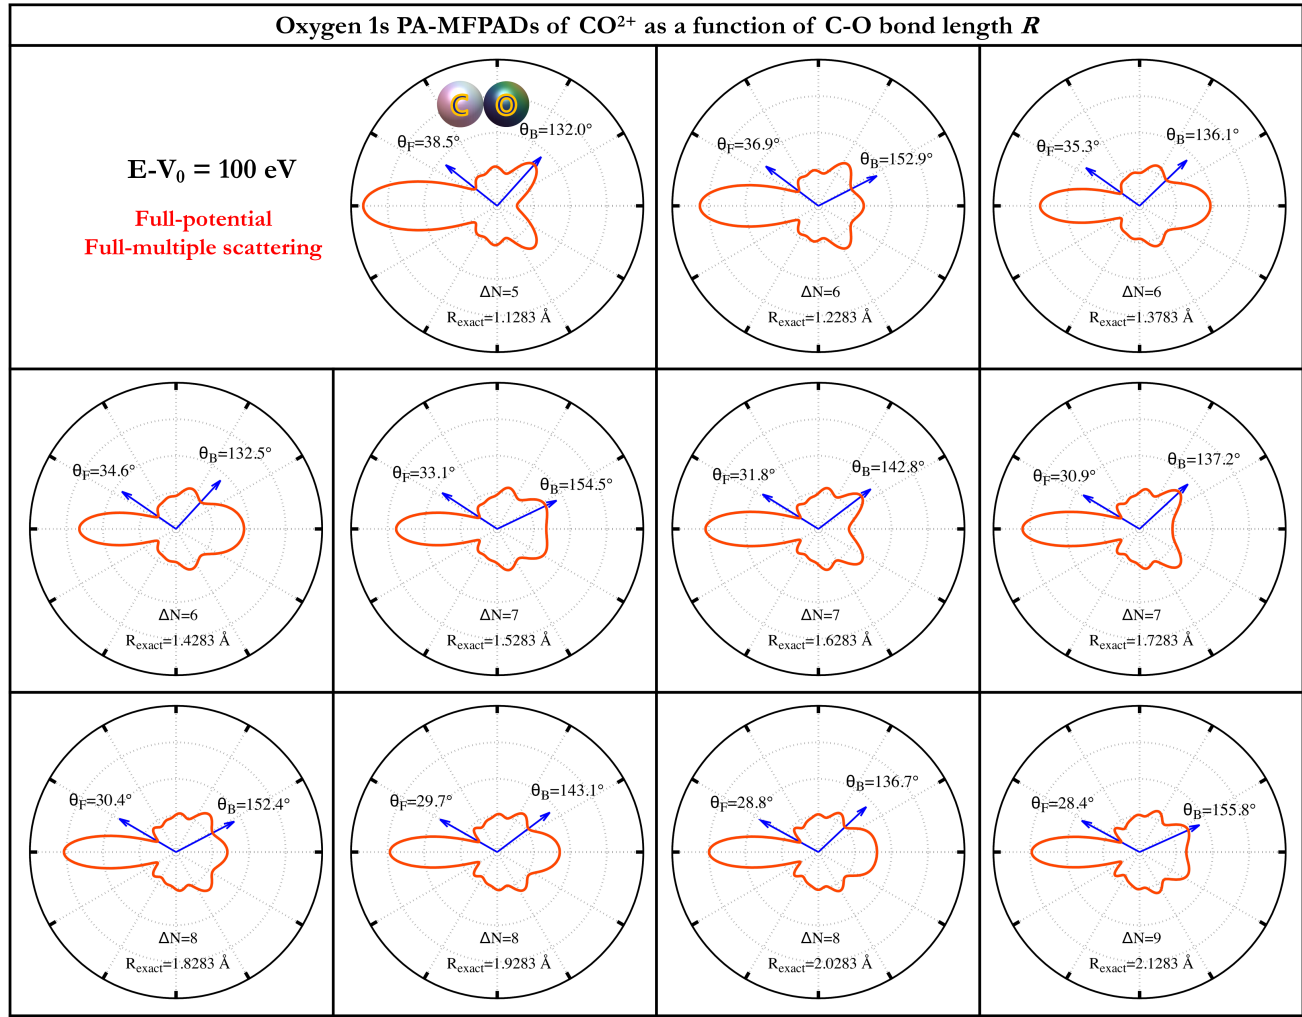 Oxygen 1s PA-MFPADs of CO²⁺ as a function of C-O bond length R
E-V₀ = 100 eV
Full-potential
Full-multiple scattering
C O
θF=38.5°
θB=132.0°
ΔN=5
Rexact=1.1283 Å
θF=36.9°
θB=152.9°
ΔN=6
Rexact=1.2283 Å
θF=35.3°
θB=136.1°
ΔN=6
Rexact=1.3783 Å
θF=34.6°
θB=132.5°
ΔN=6
Rexact=1.4283 Å
θF=33.1°
θB=154.5°
ΔN=7
Rexact=1.5283 Å
θF=31.8°
θB=142.8°
ΔN=7
Rexact=1.6283 Å
θF=30.9°
θB=137.2°
ΔN=7
Rexact=1.7283 Å
θF=30.4°
θB=152.4°
ΔN=8
Rexact=1.8283 Å
θF=29.7°
θB=143.1°
ΔN=8
Rexact=1.9283 Å
θF=28.8°
θB=136.7°
ΔN=8
Rexact=2.0283 Å
θF=28.4°
θB=155.8°
ΔN=9
Rexact=2.1283 Å